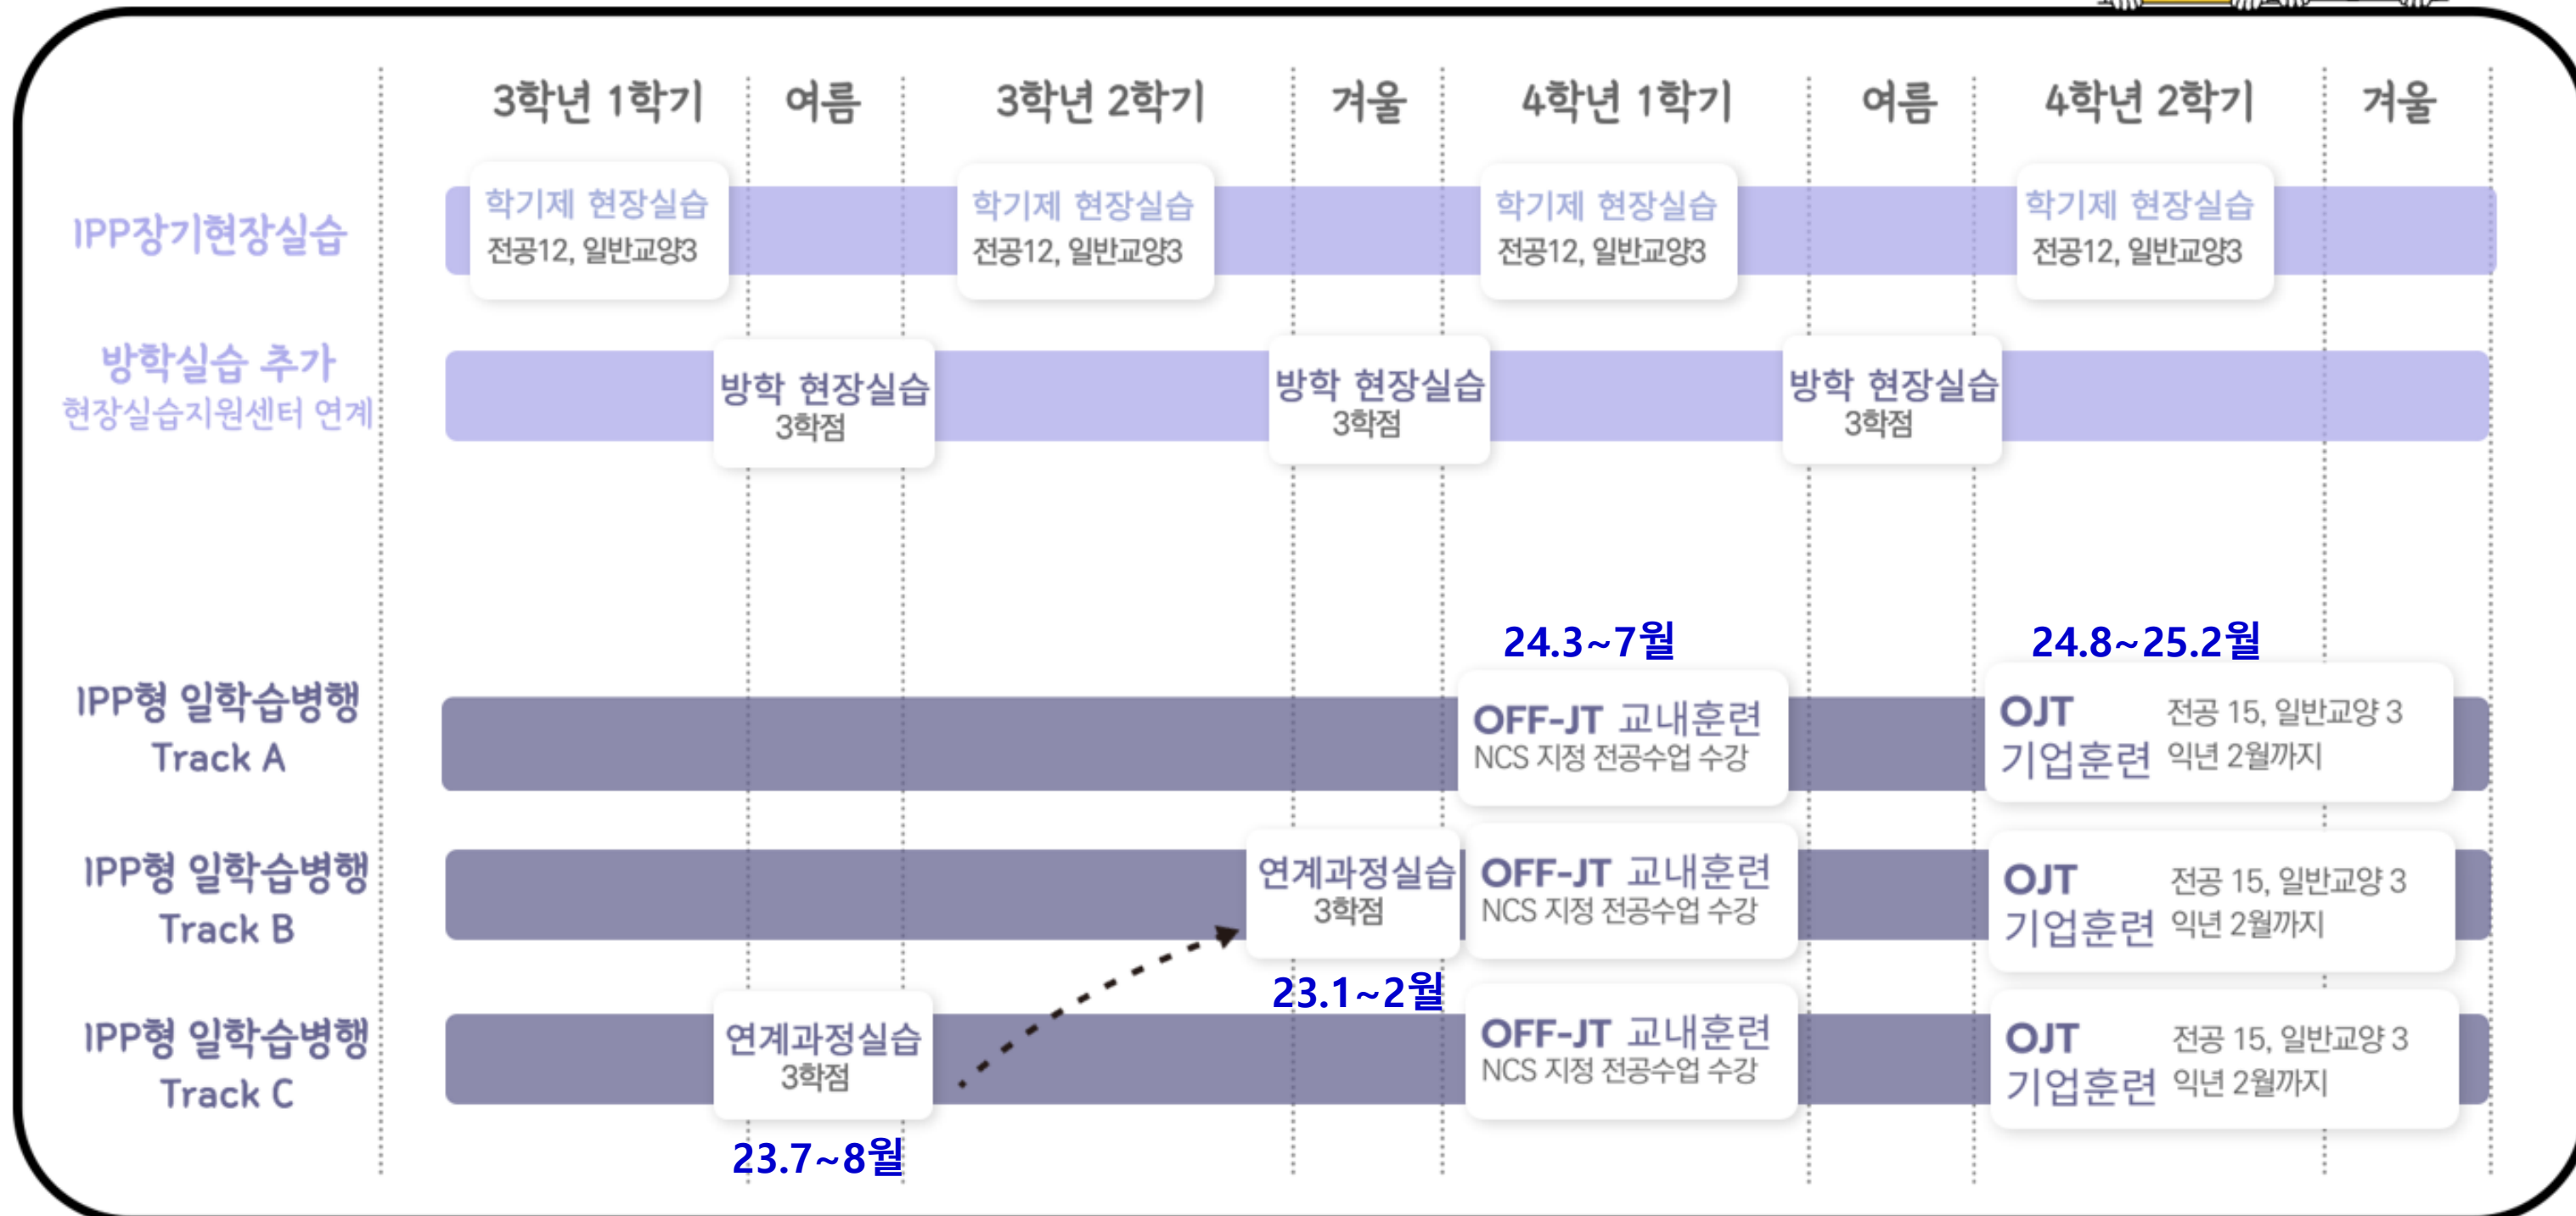 3학년 1학기 여름 3학년 2학기 겨울 4학년 1학기 여름 4학년 2학기 겨울
IPP장기현장실습
학기제 현장실습
전공12, 일반교양3
학기제 현장실습
전공12, 일반교양3
학기제 현장실습
전공12, 일반교양3
학기제 현장실습
전공12, 일반교양3
방학실습 추가
현장실습지원센터 연계
방학 현장실습
3학점
방학 현장실습
3학점
방학 현장실습
3학점
24.3~7월
24.8~25.2월
IPP형 일학습병행
Track A
OFF-JT 교내훈련
NCS 지정 전공수업 수강
OJT
기업훈련
전공 15, 일반교양 3
익년 2월까지
IPP형 일학습병행
Track B
연계과정실습
3학점
23.1~2월
OFF-JT 교내훈련
NCS 지정 전공수업 수강
OJT
기업훈련
전공 15, 일반교양 3
익년 2월까지
IPP형 일학습병행
Track C
연계과정실습
3학점
23.7~8월
OFF-JT 교내훈련
NCS 지정 전공수업 수강
OJT
기업훈련
전공 15, 일반교양 3
익년 2월까지